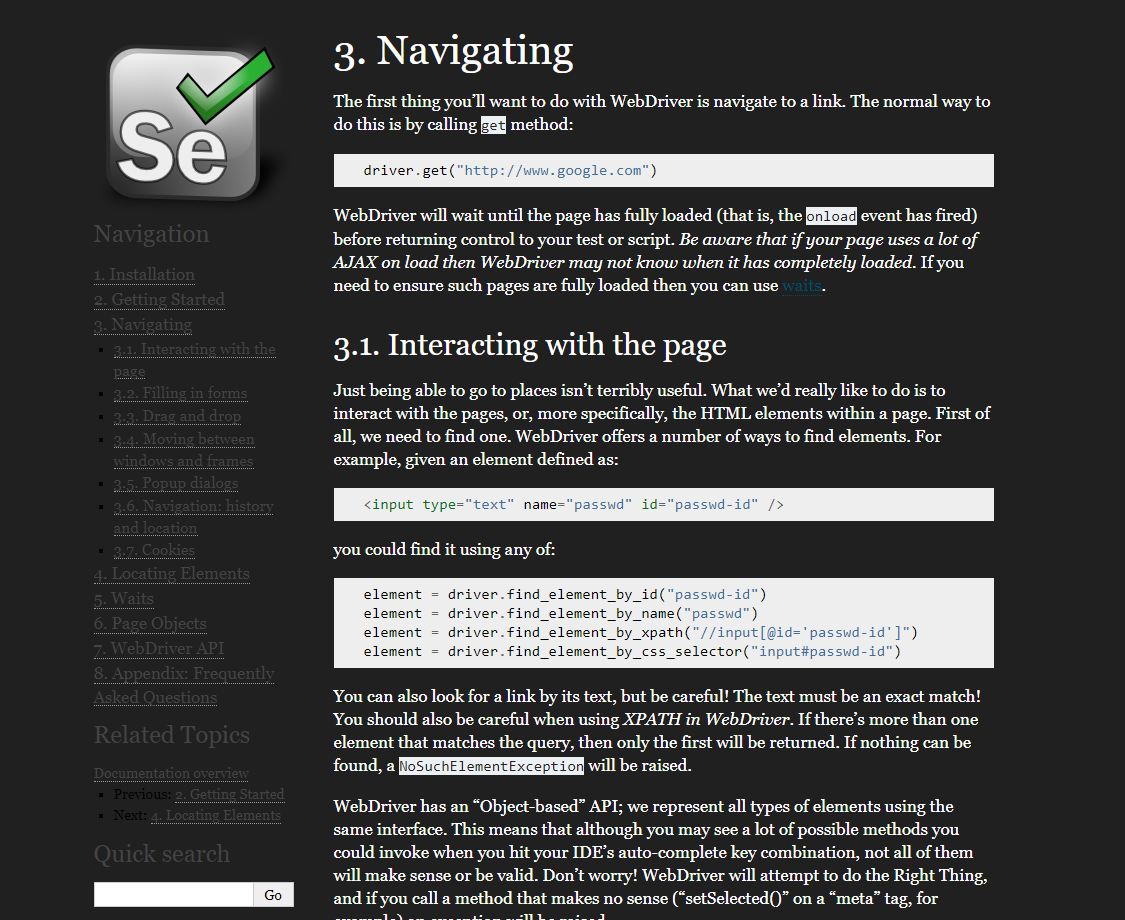 Se
Navigation
1. Installation
2. Getting Started
3. Navigating
3.1. Interacting with the
page
3.2. Filling in forms
3.3. Drag and drop
3.4. Moving between
windows and frames
3.5. Popup dialogs
3.6. Navigation: history
and location
3.7. Cookies
4. Locating Elements
5. Waits
6. Page Objects
7. WebDriver API
8. Appendix: Frequently
Asked Questions
Related Topics
Documentation overview
Previous: 2. Getting Started
Next: 4. Locating Elements
Quick search
Go
3. Navigating
The first thing you’ll want to do with WebDriver is navigate to a link. The normal way to
do this is by calling get method:
driver.get("http://www.google.com")
WebDriver will wait until the page has fully loaded (that is, the onload event has fired)
before returning control to your test or script. Be aware that if your page uses a lot of
AJAX on load then WebDriver may not know when it has completely loaded. If you
need to ensure such pages are fully loaded then you can use waits.
3.1. Interacting with the page
Just being able to go to places isn’t terribly useful. What we’d really like to do is to
interact with the pages, or, more specifically, the HTML elements within a page. First of
all, we need to find one. WebDriver offers a number of ways to find elements. For
example, given an element defined as:
<input type="text" name="passwd" id="passwd-id" />
you could find it using any of:
element = driver.find_element_by_id("passwd-id")
element = driver.find_element_by_name("passwd")
element = driver.find_element_by_xpath("//input[@id='passwd-id']")
element = driver.find_element_by_css_selector("input#passwd-id")
You can also look for a link by its text, but be careful! The text must be an exact match!
You should also be careful when using XPATH in WebDriver. If there’s more than one
element that matches the query, then only the first will be returned. If nothing can be
found, a NoSuchElementException will be raised.
WebDriver has an “Object-based” API; we represent all types of elements using the
same interface. This means that although you may see a lot of possible methods you
could invoke when you hit your IDE’s auto-complete key combination, not all of them
will make sense or be valid. Don’t worry! WebDriver will attempt to do the Right Thing,
and if you call a method that makes no sense (“setSelected()” on a “meta” tag, for
example) an exception will be raised.